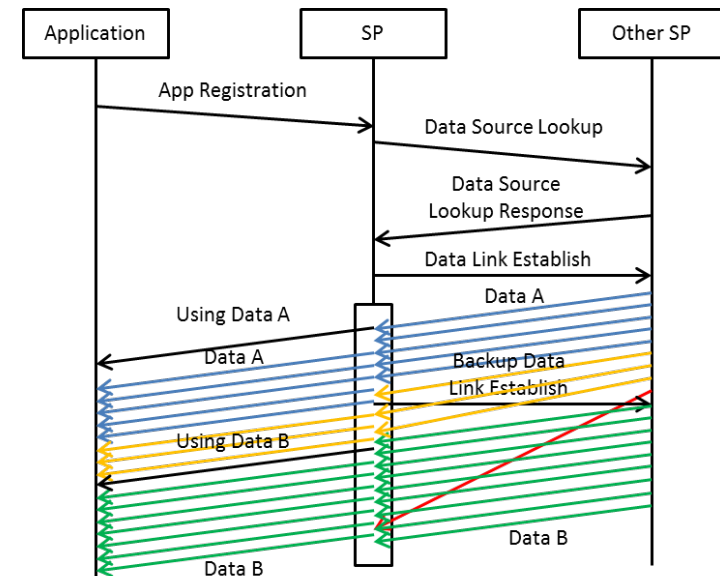 Application
SP
Other SP
App Registration
Data Source Lookup
Data Source
Lookup Response
Data Link Establish
Data A
Using Data A
Data A
Backup Data
Link Establish
Using Data B
Data B
Data B